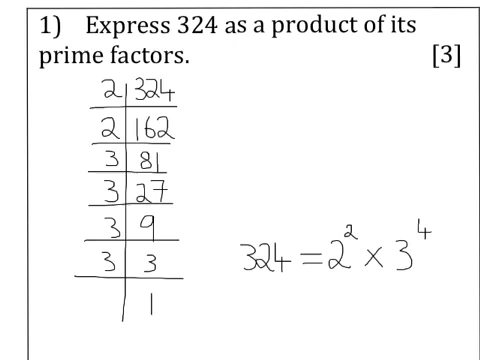 1) Express 324 as a product of its
prime factors. [3]
2 324
2 162
3 81
3 27
3 9
3 3
1
324 = 2² × 3⁴